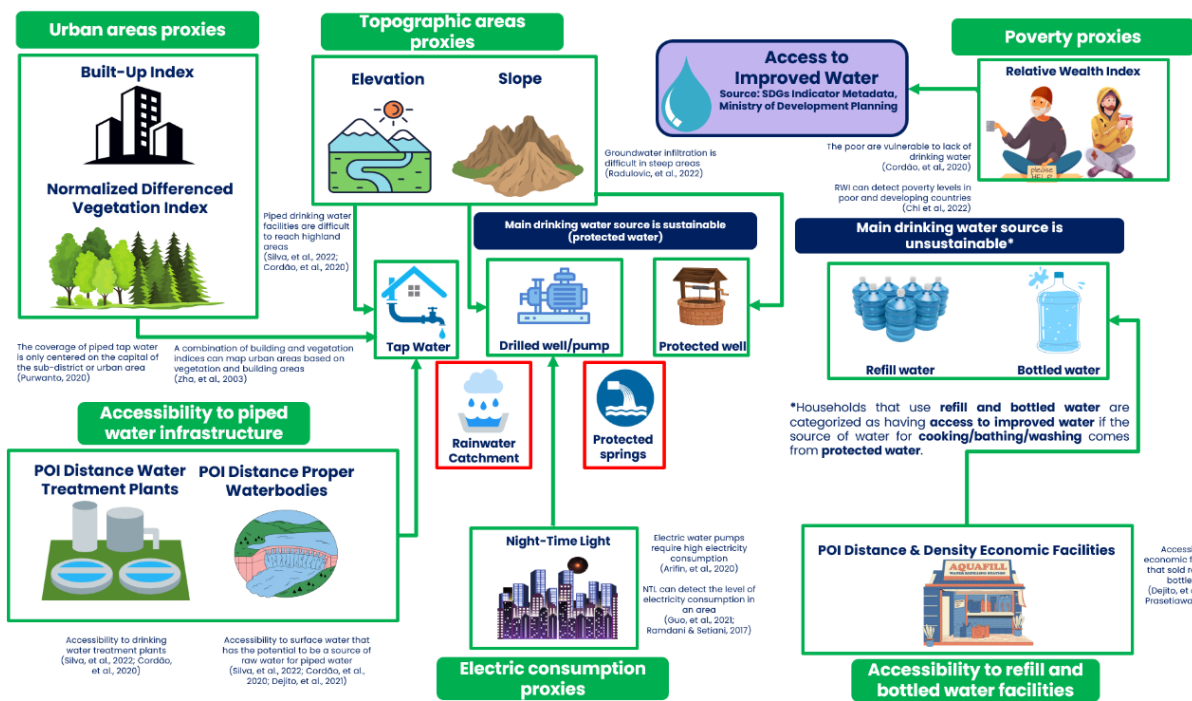 Urban areas proxies
Built-Up Index
Normalized Differenced
Vegetation Index
The coverage of piped tap water
is only centered on the capital of
the sub-district or urban area
(Purwanto, 2020)
A combination of building and vegetation
indices can map urban areas based on
vegetation and building areas
(Zha, et al., 2003)
Topographic areas
proxies
Elevation
Slope
Groundwater infiltration is
difficult in steep areas
(Radulovic, et al., 2022)
Piped drinking water
facilities are difficult
to reach highland
areas
(Silva, et al., 2022;
Cordão, et al., 2020)
Access to
Improved Water
Source: SDGs Indicator Metadata,
Ministry of Development Planning
Poverty proxies
Relative Wealth Index
please
HELP
The poor are vulnerable to lack of
drinking water
(Cordão, et al., 2020)
RWI can detect poverty levels in
poor and developing countries
(Chi et al., 2022)
Main drinking water source is sustainable
(protected water)
Tap Water
Drilled well/pump
Protected well
Rainwater
Catchment
Protected
springs
Main drinking water source is
unsustainable*
Refill water
Bottled water
*Households that use refill and bottled water are
categorized as having access to improved water if the
source of water for cooking/bathing/washing comes
from protected water.
Accessibility to piped
water infrastructure
POI Distance Water
Treatment Plants
POI Distance Proper
Waterbodies
Accessibility to drinking
water treatment plants
(Silva, et al., 2022; Cordão,
et al., 2020)
Accessibility to surface water that
has the potential to be a source of
raw water for piped water
(Silva, et al., 2022; Cordão, et al.,
2020; Dejito, et al., 2021)
Night-Time Light
Electric water pumps
require high electricity
consumption
(Arifin, et al., 2020)
NTL can detect the level of
electricity consumption in
an area
(Guo, et al., 2021;
Ramdani & Setiani, 2017)
Electric consumption
proxies
POI Distance & Density Economic Facilities
AQUAFILL
WATER REFILLING STATION
Accessi
economic f
that sold re
bottle
(Dejito, et
Prasetiawa
Accessibility to refill and
bottled water facilities